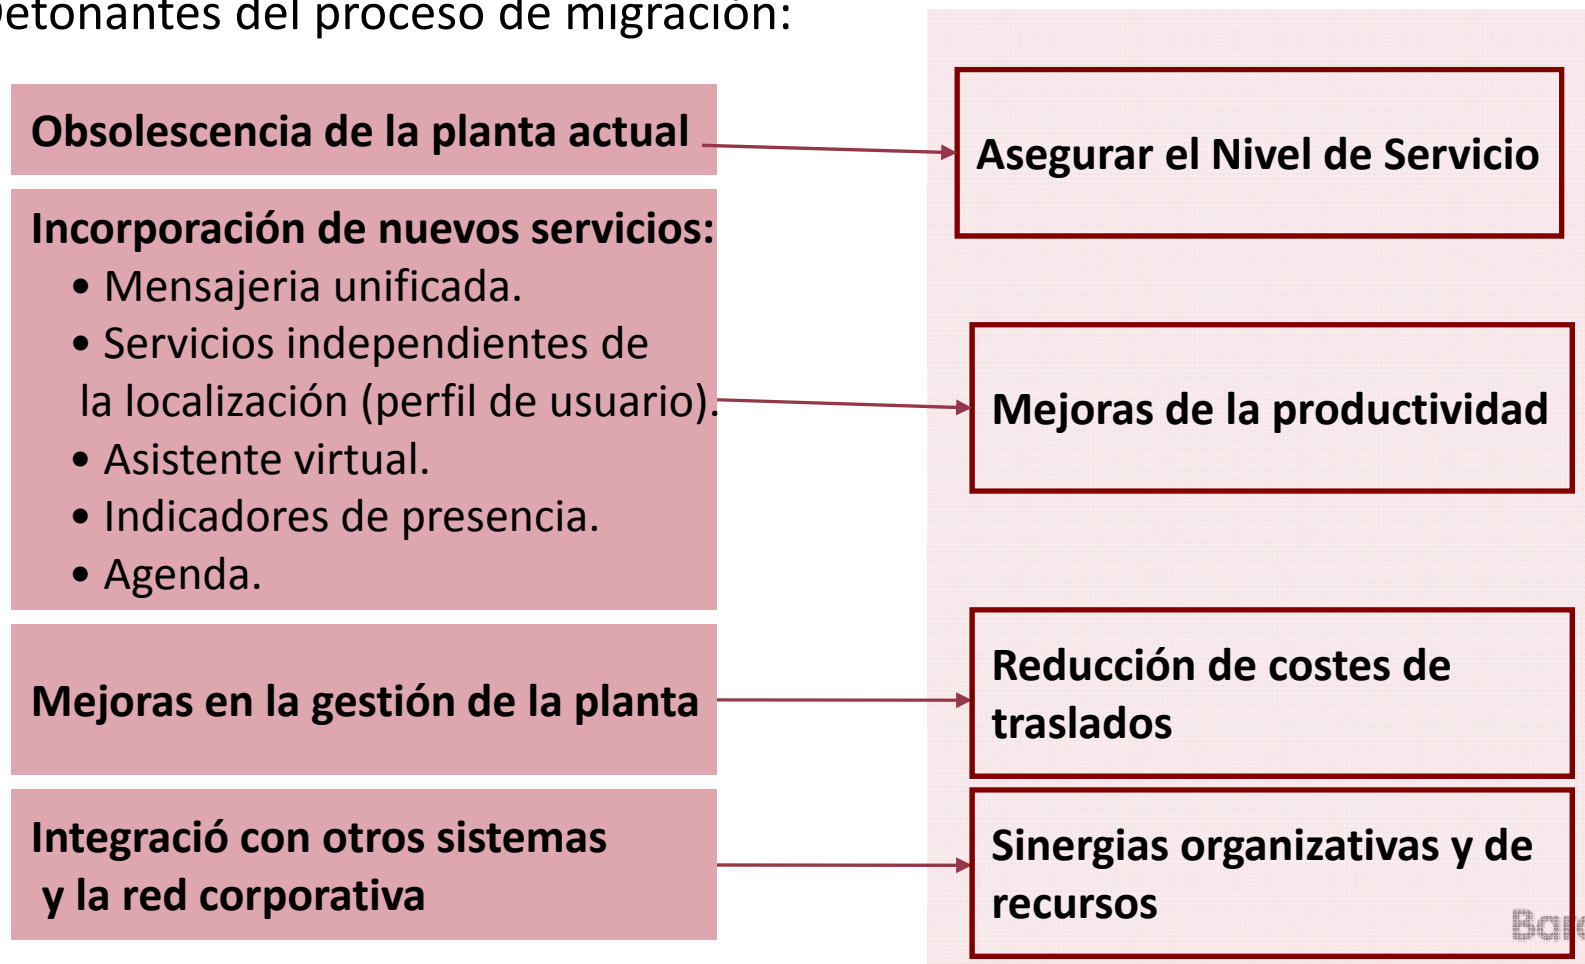 Detonantes del proceso de migración:
Obsolescencia de la planta actual
Asegurar el Nivel de Servicio
Incorporación de nuevos servicios:
• Mensajeria unificada.
• Servicios independientes de
la localización (perfil de usuario).
• Asistente virtual.
• Indicadores de presencia.
• Agenda.
Mejoras de la productividad
Mejoras en la gestión de la planta
Reducción de costes de
traslados
Integració con otros sistemas
y la red corporativa
Sinergias organizativas y de
recursos